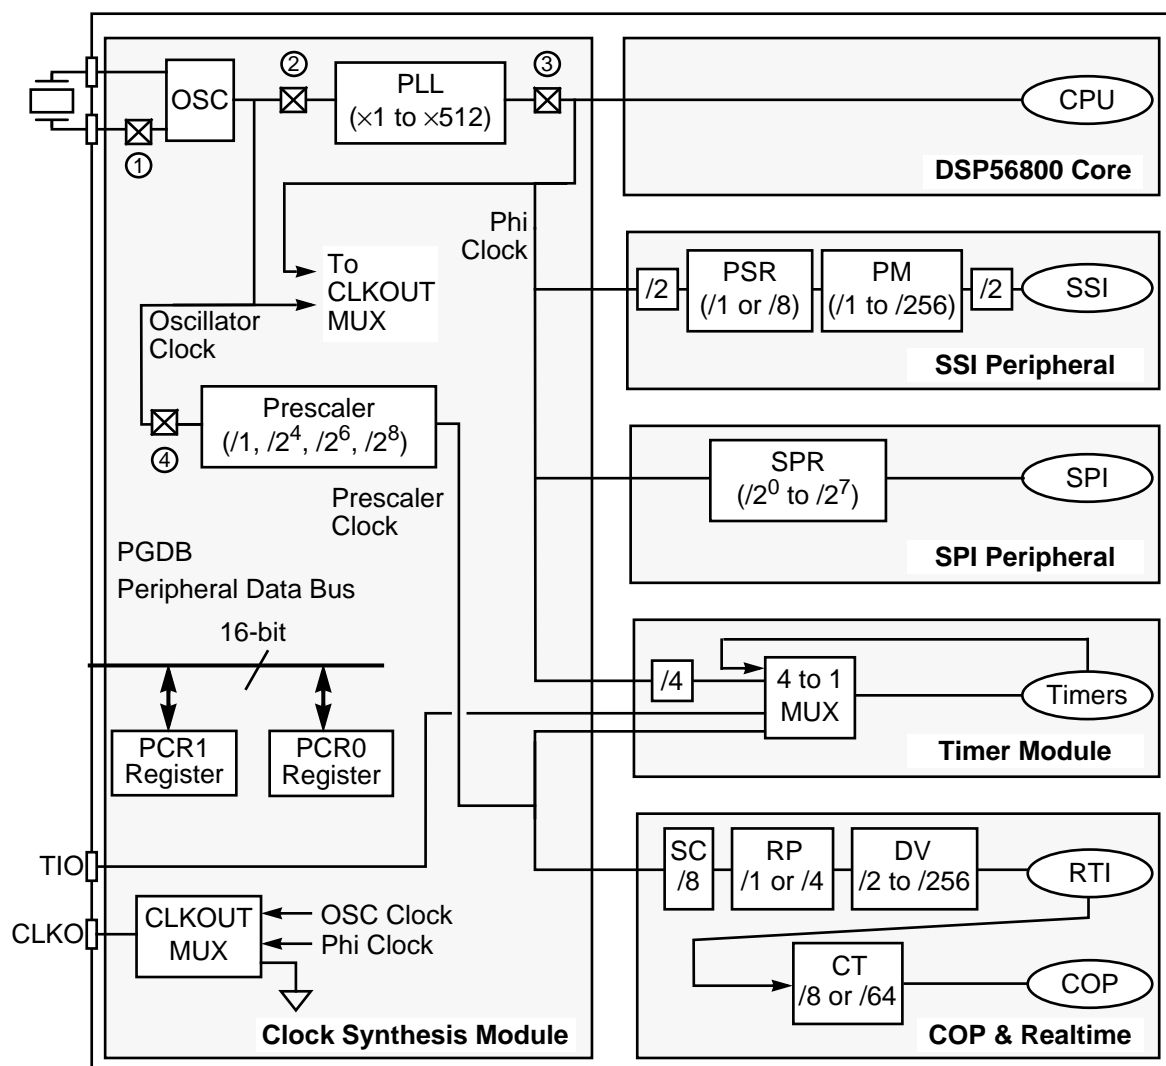 ②
③
OSC
PLL
(×1 to ×512)
①
CPU
DSP56800 Core
Phi
Clock
To
CLKOUT
MUX
Oscillator
Clock
/2
PSR
(/1 or /8)
PM
(/1 to /256)
/2
SSI
SSI Peripheral
Prescaler
(/1, /2⁴, /2⁶, /2⁸)
④
Prescaler
Clock
SPR
(/2⁰ to /2⁷)
SPI
SPI Peripheral
PGDB
Peripheral Data Bus
16-bit
PCR1
Register
PCR0
Register
/4
4 to 1
MUX
Timers
Timer Module
TIO
CLKO
CLKOUT
MUX
OSC Clock
Phi Clock
Clock Synthesis Module
SC
/8
RP
/1 or /4
DV
/2 to /256
RTI
CT
/8 or /64
COP
COP & Realtime